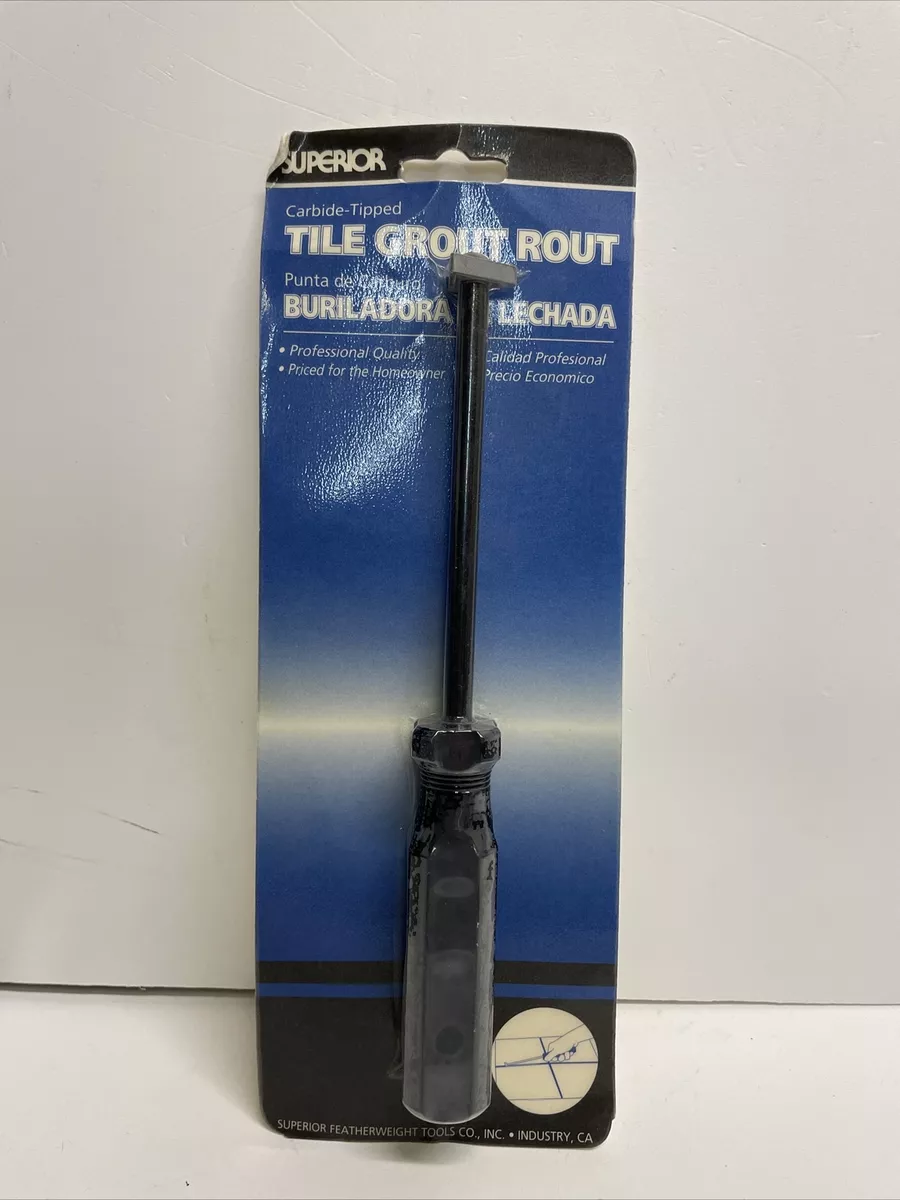 SUPERIOR
Carbide-Tipped
TILE GROUT ROUT
Punta de Carburo
BURILADORA LECHADA
• Professional Quality Calidad Profesional
• Priced for the Homeowner Precio Economico
SUPERIOR FEATHERWEIGHT TOOLS CO., INC. • INDUSTRY, CA